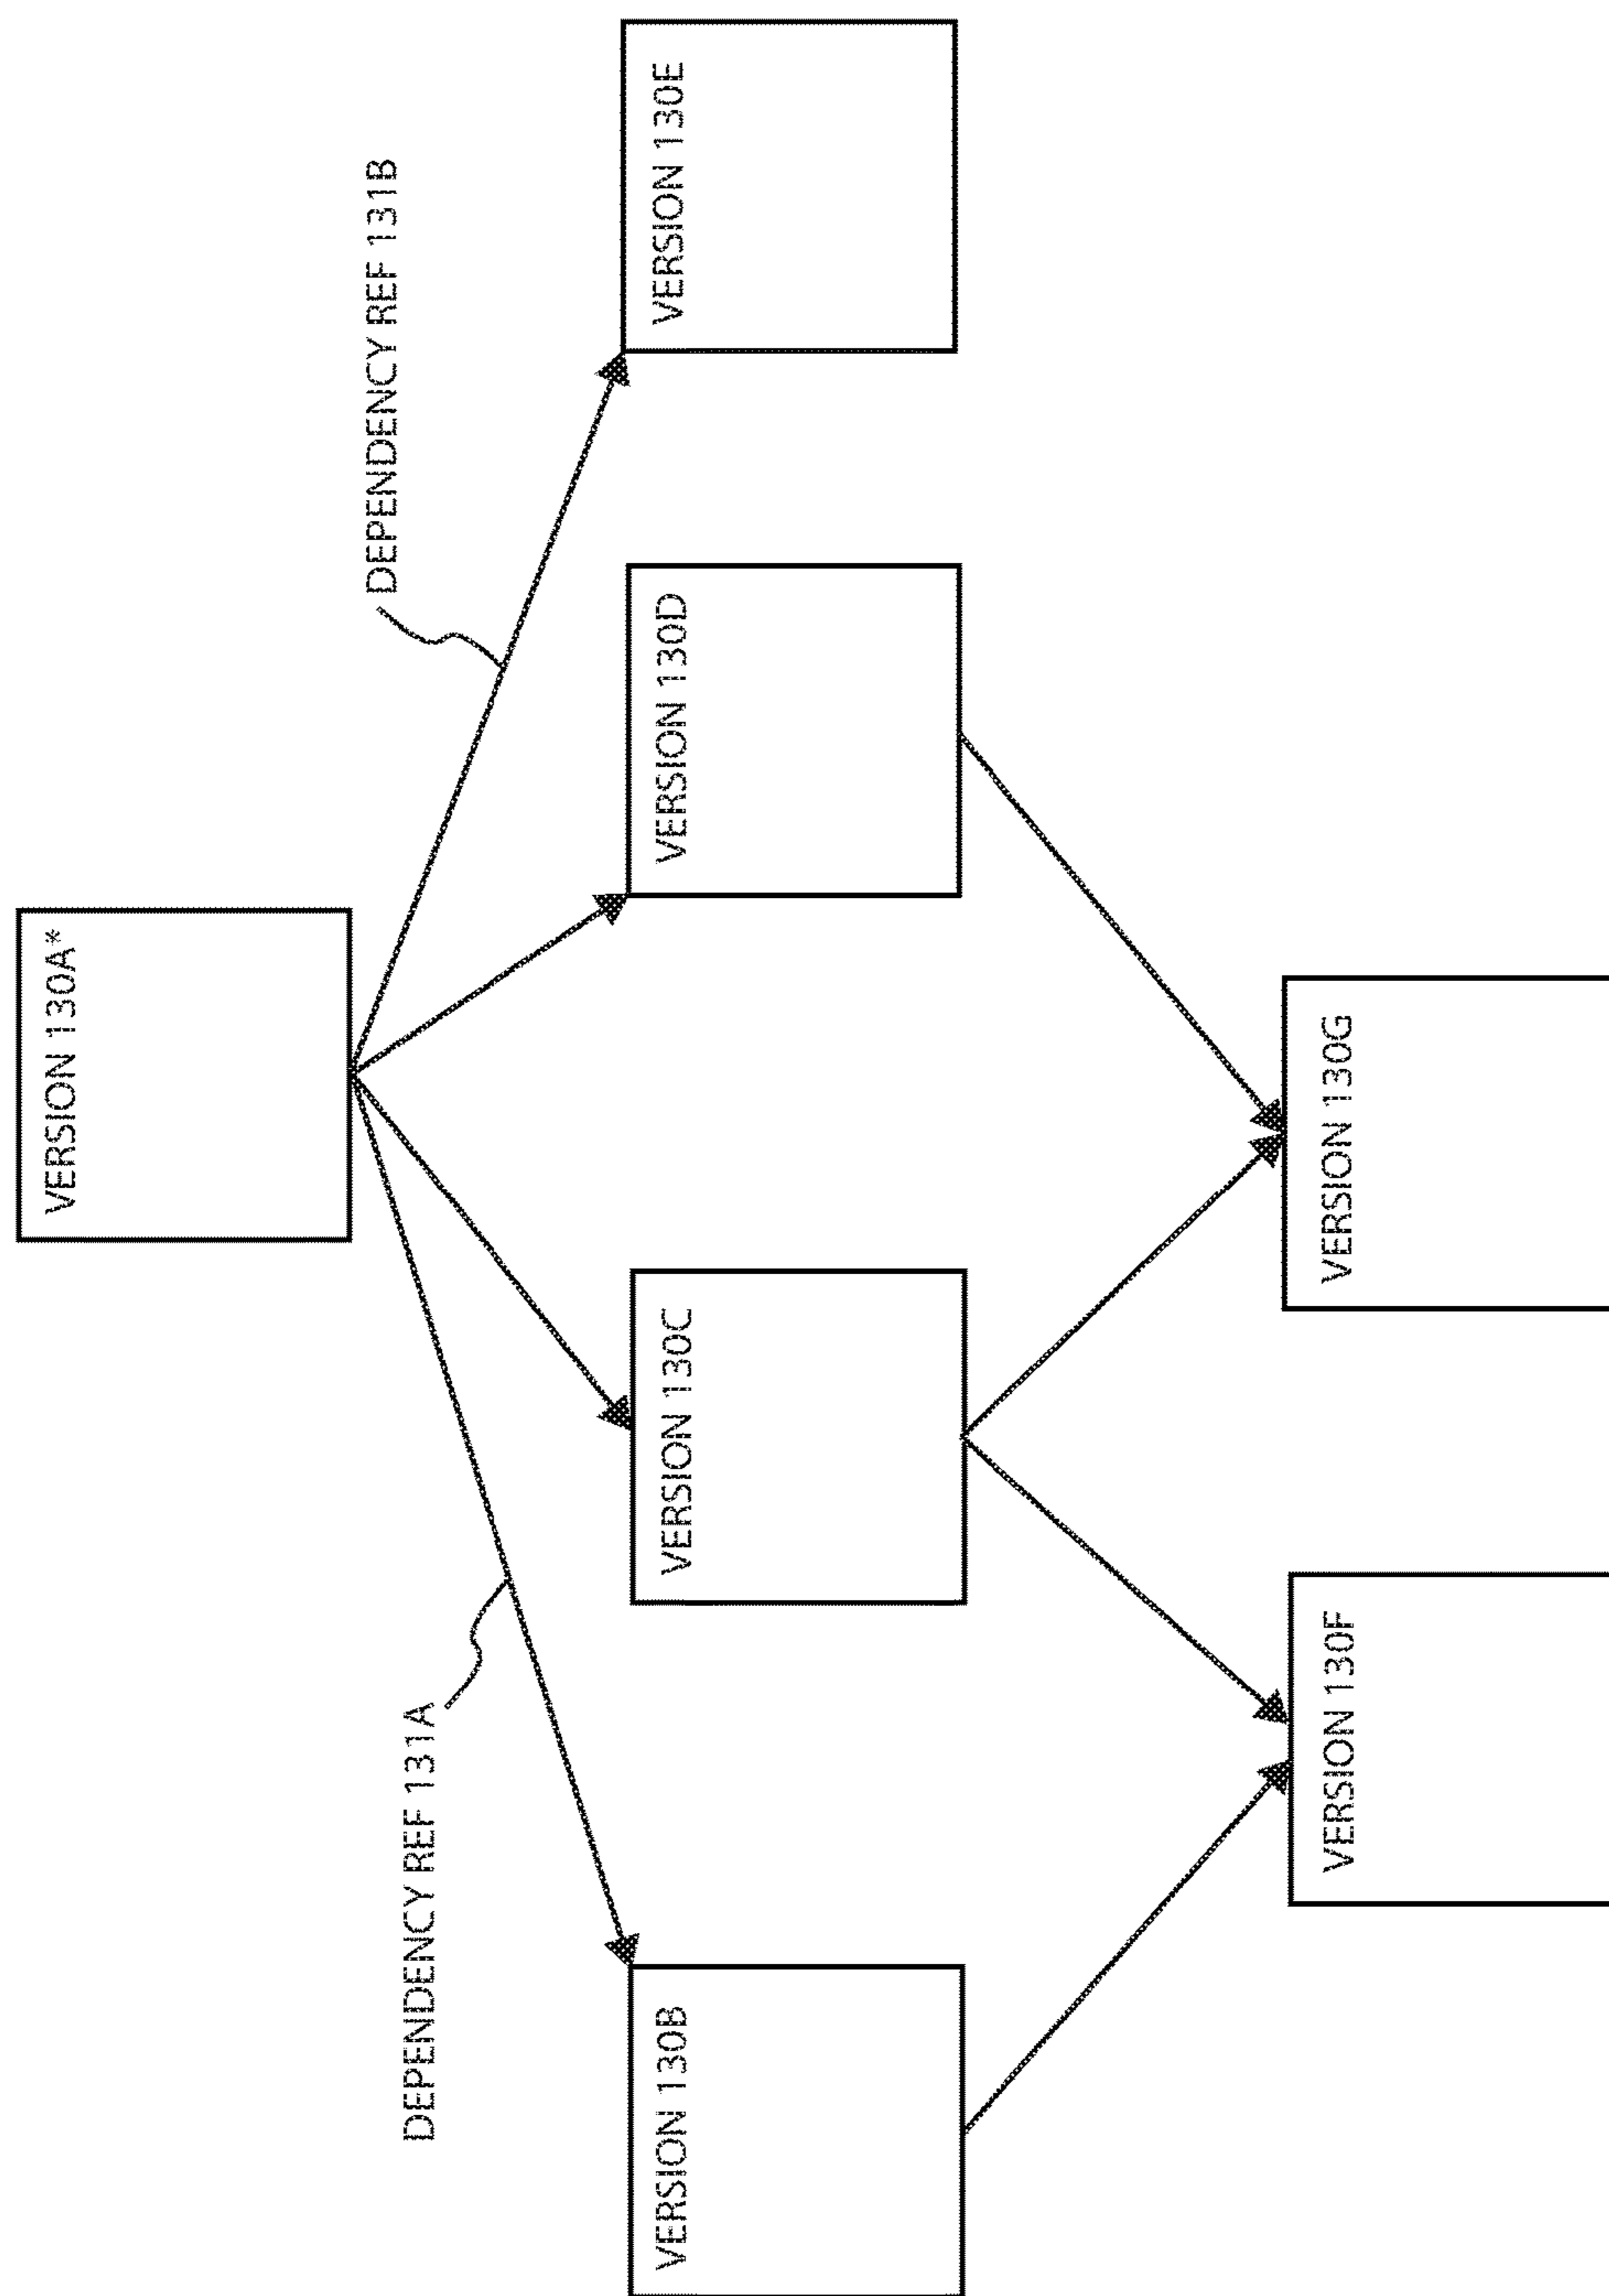 VERSION 130A*
DEPENDENCY REF 131A
DEPENDENCY REF 131B
VERSION 130B
VERSION 130C
VERSION 130D
VERSION 130E
VERSION 130F
VERSION 130G